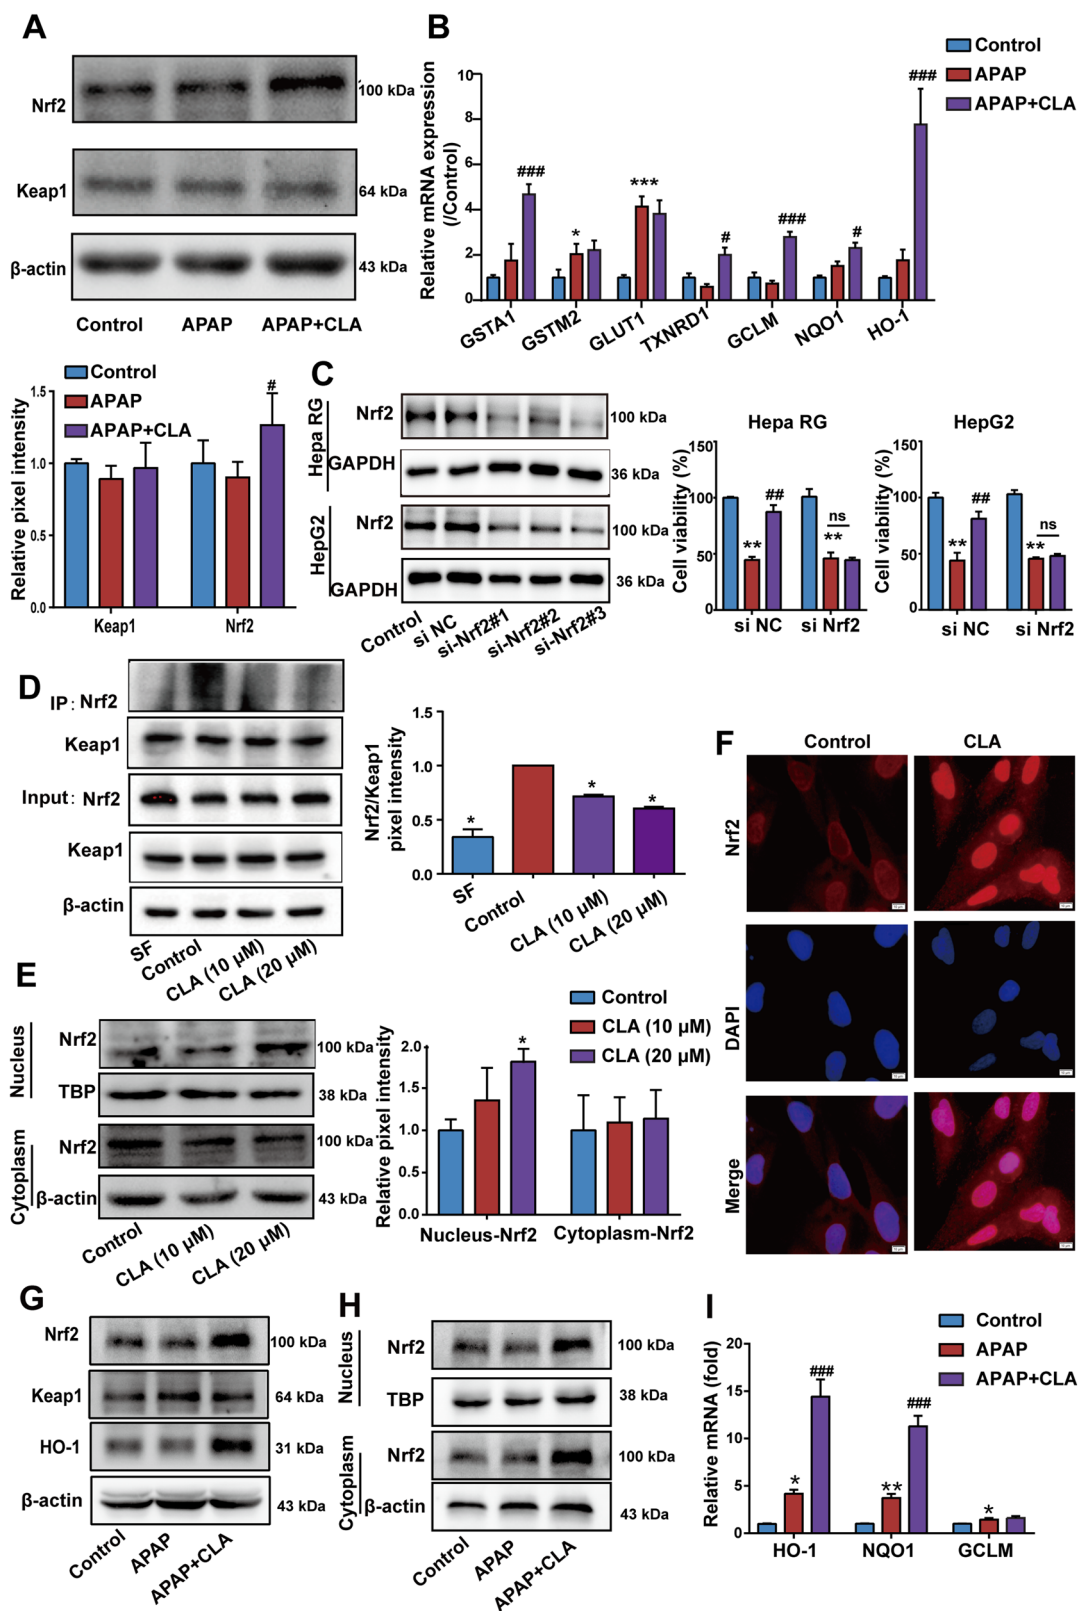 A
Nrf2
100 kDa
Keap1
64 kDa
β-actin
43 kDa
Control
APAP
APAP+CLA
Control
APAP
APAP+CLA
Relative pixel intensity
1.5
1.0
0.5
0.0
#
Keap1
Nrf2
B
Control
APAP
APAP+CLA
Relative mRNA expression
(/Control)
10
8
6
4
2
0
###
*
***
#
###
#
###
GSTA1
GSTM2
GLUT1
TXNRD1
GCLM
NQO1
HO-1
C
Hepa RG
Nrf2
100 kDa
GAPDH
36 kDa
HepG2
Nrf2
100 kDa
GAPDH
36 kDa
Control
si NC
si-Nrf2#1
si-Nrf2#2
si-Nrf2#3
Hepa RG
Cell viability (%)
150
100
50
0
**
##
**
ns
si NC
si Nrf2
HepG2
Cell viability (%)
150
100
50
0
**
##
**
ns
si NC
si Nrf2
D
IP: Nrf2
Keap1
Input: Nrf2
Keap1
β-actin
SF
Control
CLA (10 μM)
CLA (20 μM)
Nrf2/Keap1
pixel intensity
1.5
1.0
0.5
0.0
*
*
*
SF
Control
CLA (10 μM)
CLA (20 μM)
E
Nucleus
Nrf2
100 kDa
TBP
38 kDa
Cytoplasm
Nrf2
100 kDa
β-actin
43 kDa
Control
CLA (10 μM)
CLA (20 μM)
Control
CLA (10 μM)
CLA (20 μM)
Relative pixel intensity
2.0
1.5
1.0
0.5
0.0
*
Nucleus-Nrf2
Cytoplasm-Nrf2
F
Control
CLA
Nrf2
DAPI
Merge
G
Nrf2
100 kDa
Keap1
64 kDa
HO-1
31 kDa
β-actin
43 kDa
Control
APAP
APAP+CLA
H
Nucleus
Nrf2
100 kDa
TBP
38 kDa
Cytoplasm
Nrf2
100 kDa
β-actin
43 kDa
Control
APAP
APAP+CLA
I
Control
APAP
APAP+CLA
Relative mRNA (fold)
20
15
10
5
0
*
###
**
###
*
HO-1
NQO1
GCLM